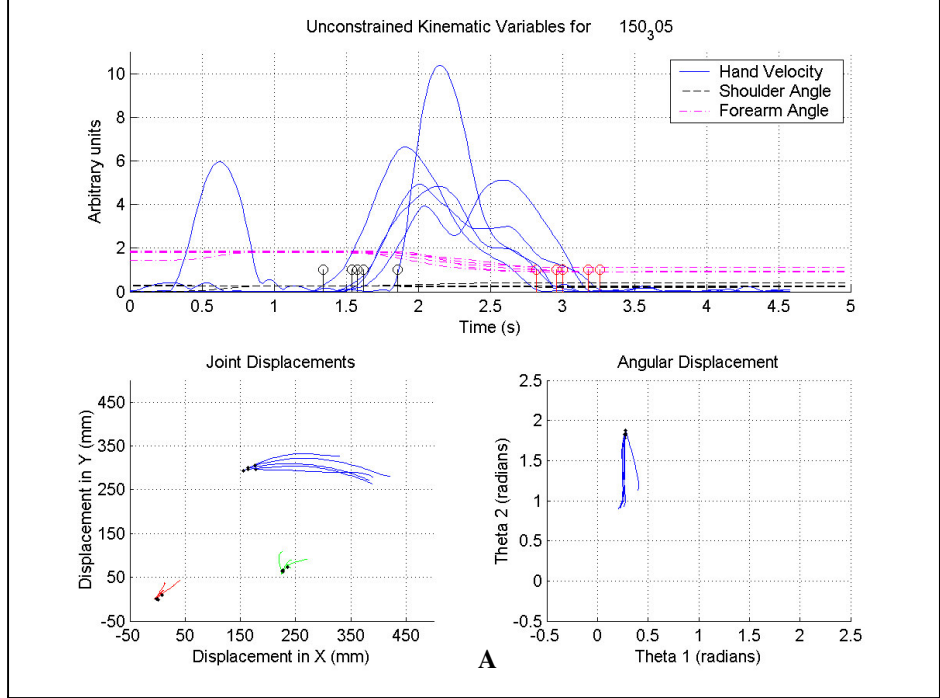 Unconstrained Kinematic Variables for 150₃05
Arbitrary units
10
8
6
4
2
0
Hand Velocity
Shoulder Angle
Forearm Angle
0 0.5 1 1.5 2 2.5 3 3.5 4 4.5 5
Time (s)
Joint Displacements
Displacement in Y (mm)
450
350
250
150
50
-50
-50 50 150 250 350 450
Displacement in X (mm)
Angular Displacement
Theta 2 (radians)
2.5
2
1.5
1
0.5
0
-0.5
-0.5 0 0.5 1 1.5 2 2.5
Theta 1 (radians)
A